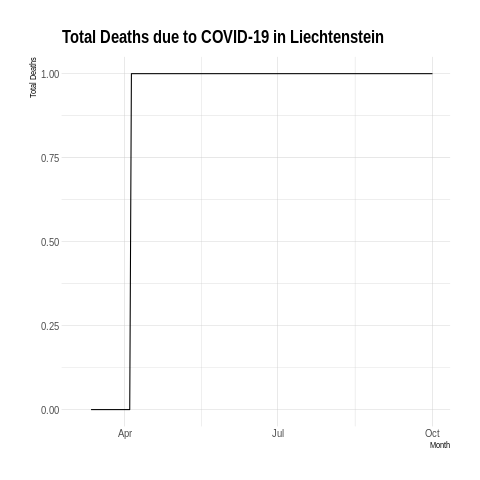 Total Deaths due to COVID-19 in Liechtenstein
Total Deaths
1.00
0.75
0.50
0.25
0.00
Apr Jul Oct
Month